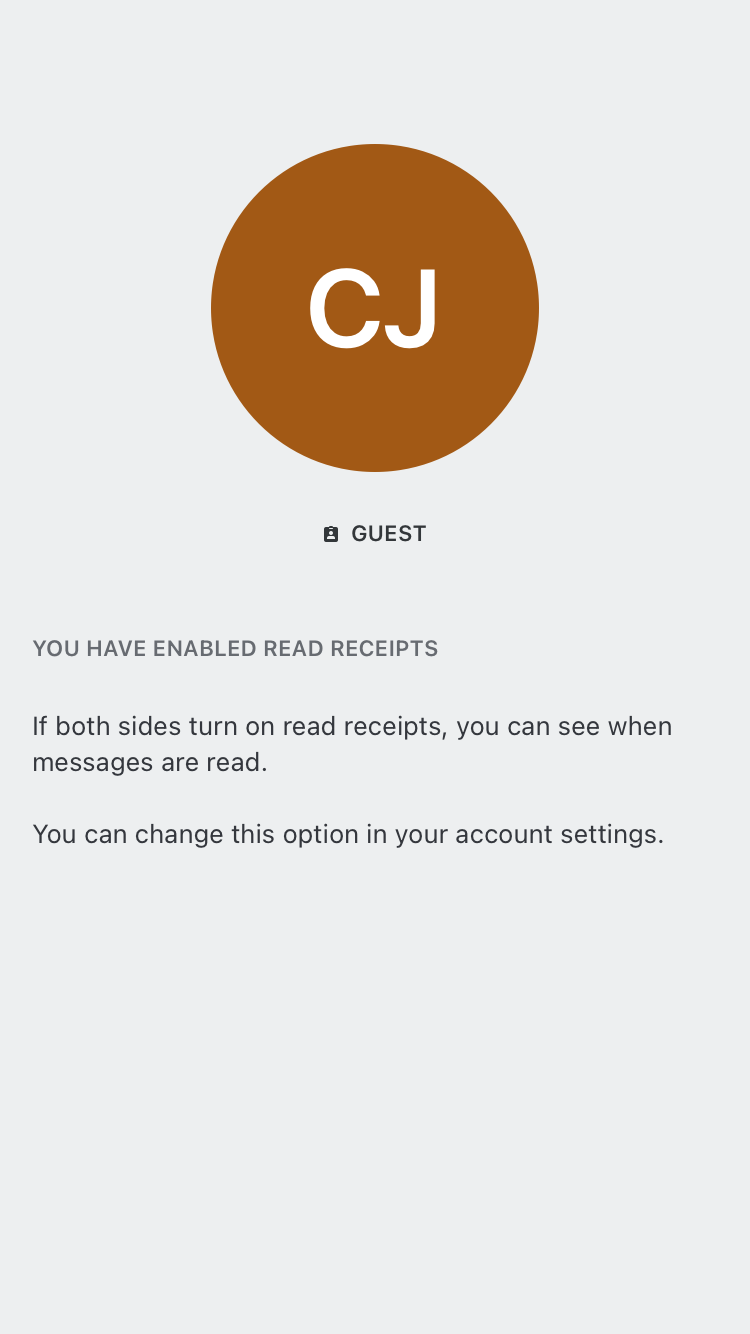 CJ
GUEST
YOU HAVE ENABLED READ RECEIPTS
If both sides turn on read receipts, you can see when
messages are read.
You can change this option in your account settings.